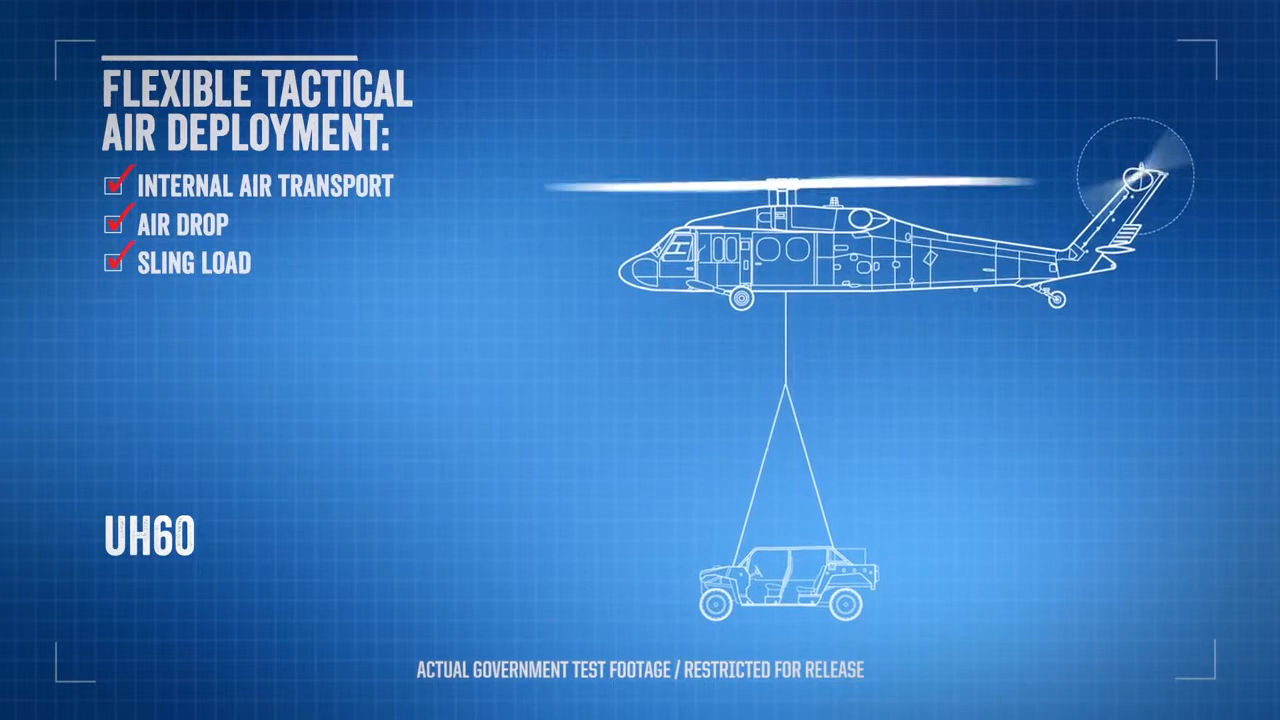 FLEXIBLE TACTICAL
AIR DEPLOYMENT:
INTERNAL AIR TRANSPORT
AIR DROP
SLING LOAD
UH60
ACTUAL GOVERNMENT TEST FOOTAGE / RESTRICTED FOR RELEASE